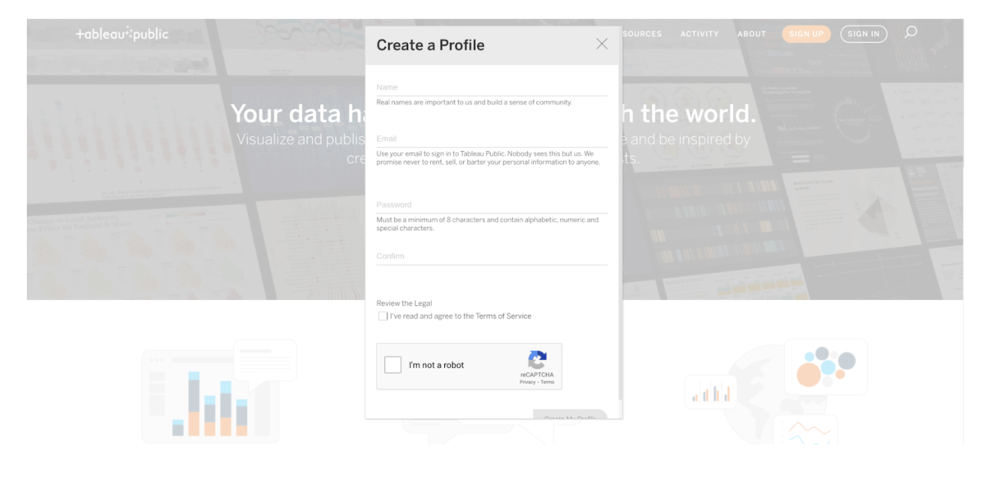 +ableau:public
SOURCES ACTIVITY ABOUT SIGN UP SIGN IN
Create a Profile
Name
Real names are important to us and build a sense of community.
Your data ha
h the world.
Email
Visualize and publis
e and be inspired by
Use your email to sign in to Tableau Public. Nobody sees this but us. We
promise never to rent, sell, or barter your personal information to anyone.
cre
ts.
Password
Must be a minimum of 8 characters and contain alphabetic, numeric and
special characters.
Confirm
Review the Legal
I've read and agree to the Terms of Service
I'm not a robot
reCAPTCHA
Privacy - Terms
Create My Profile